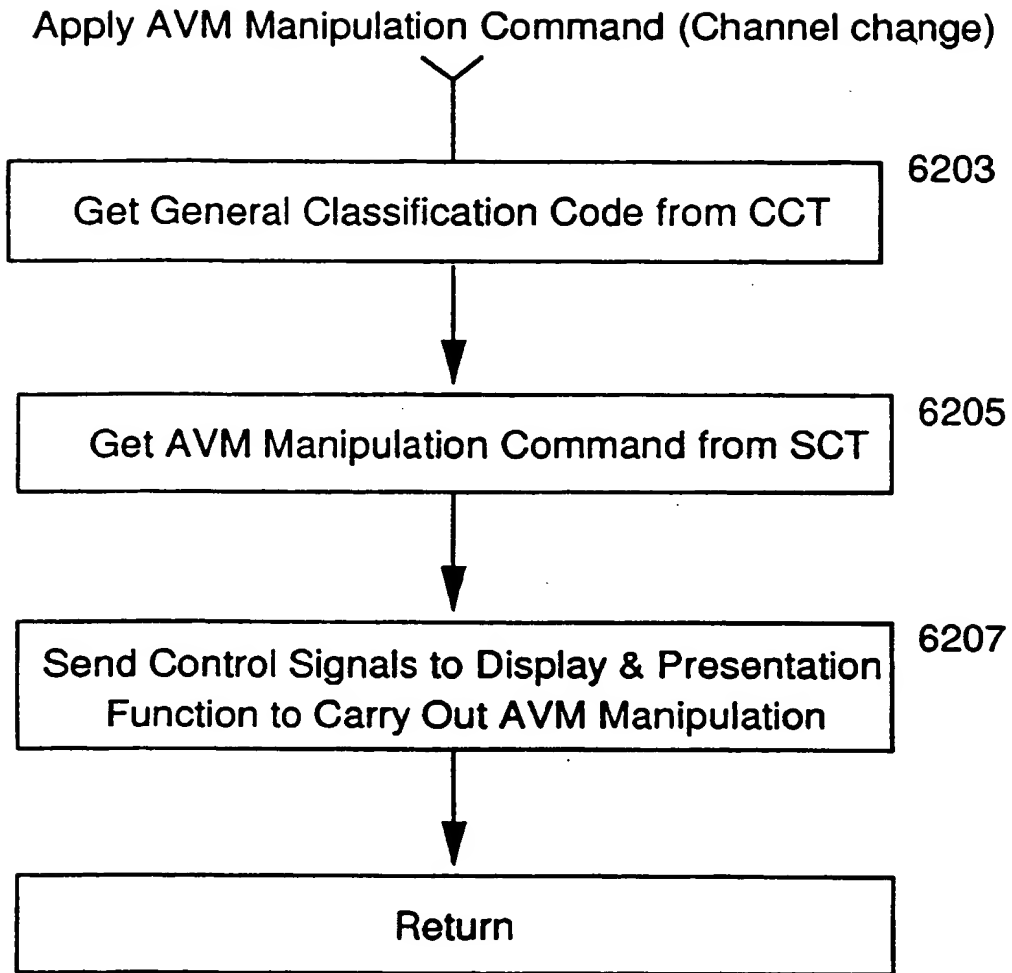 Apply AVM Manipulation Command (Channel change)
6203
Get General Classification Code from CCT
6205
Get AVM Manipulation Command from SCT
6207
Send Control Signals to Display & Presentation
Function to Carry Out AVM Manipulation
Return